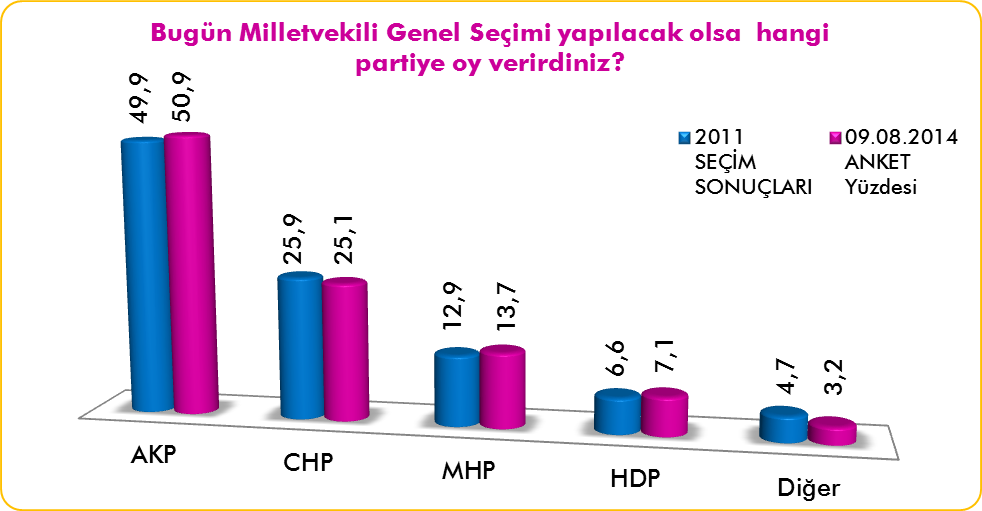 Bugün Milletvekili Genel Seçimi yapılacak olsa hangi
partiye oy verirdiniz?
49,9
50,9
25,9
25,1
12,9
13,7
6,6
7,1
4,7
3,2
2011
SEÇİM
SONUÇLARI
09.08.2014
ANKET
Yüzdesi
AKP
CHP
MHP
HDP
Diğer